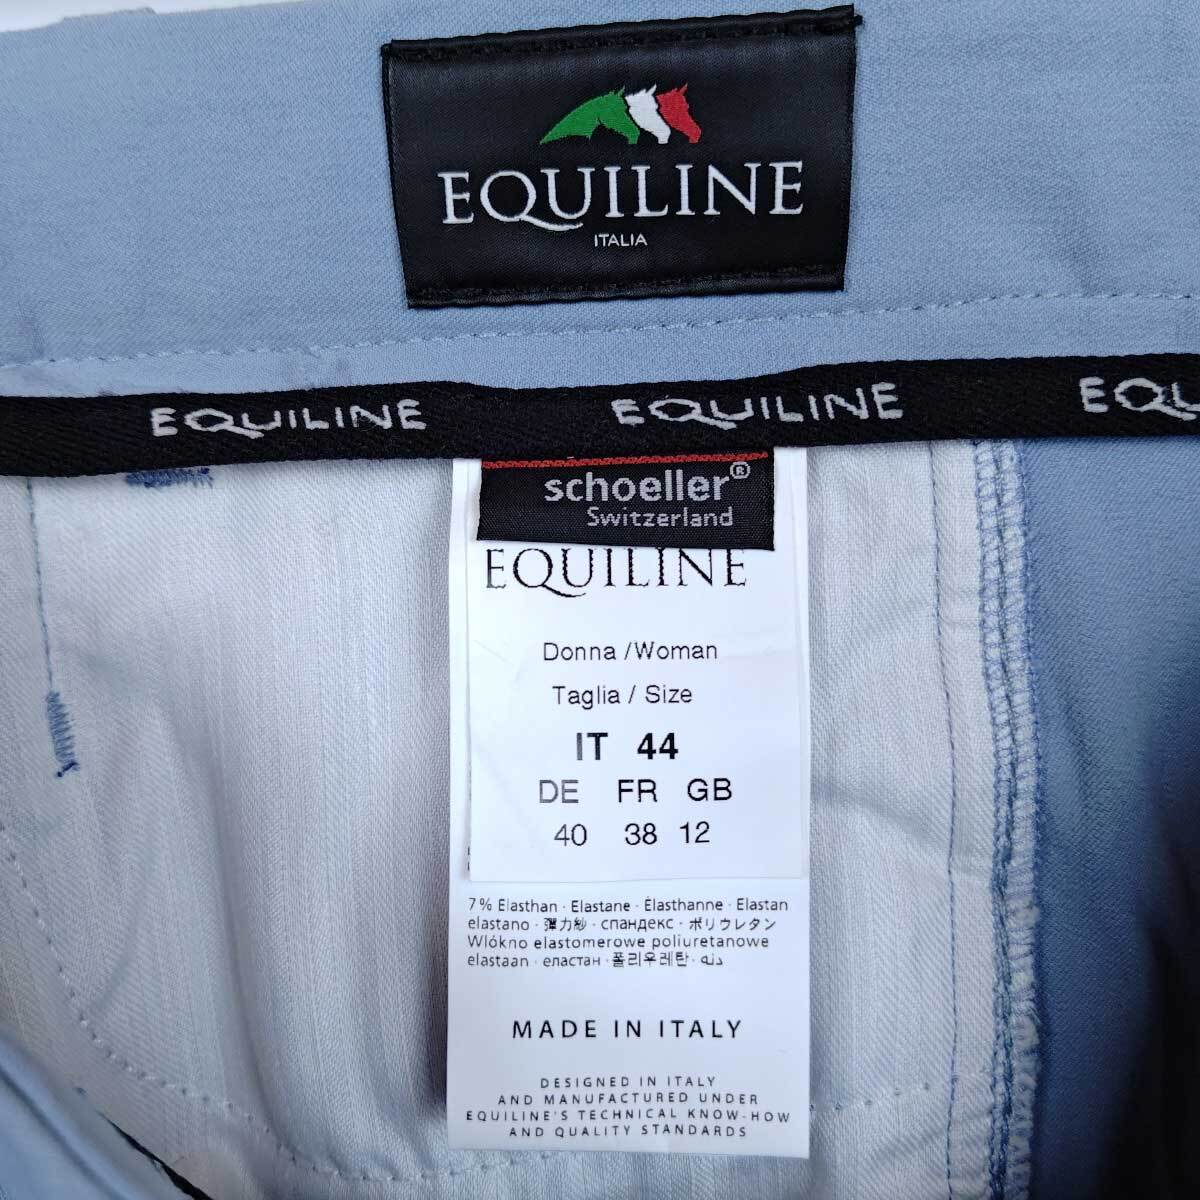 EQUILINE
ITALIA
EQUILINE EQUILINE EQU
schoeller®
Switzerland
EQUILINE
Donna /Woman
Taglia / Size
IT 44
DE FR GB
40 38 12
7% Elasthan · Elastane · Élasthanne · Elastan
elastano · 彈力紗 · спандекс · ポリウレタン
Włókno elastomerowe poliuretanowe
elastaan · еластан · 폴리우레탄 ·
MADE IN ITALY
DESIGNED IN ITALY
AND MANUFACTURED UNDER
EQUILINE'S TECHNICAL KNOW-HOW
AND QUALITY STANDARDS